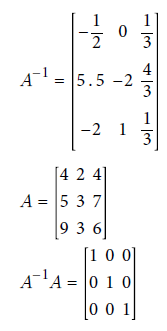 A⁻¹ = [-1/2 0 1/3
5.5 -2 4/3
-2 1 1/3]
A = [4 2 4
5 3 7
9 3 6]
A⁻¹A = [1 0 0
0 1 0
0 0 1]